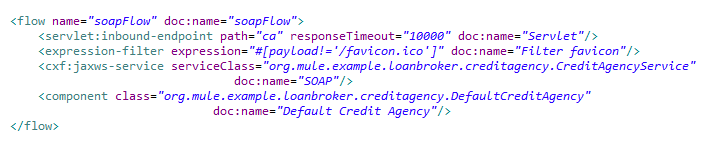 <flow name="soapFlow" doc:name="soapFlow">
<servlet:inbound-endpoint path="ca" responseTimeout="10000" doc:name="Servlet"/>
<expression-filter expression="#[payload!='/favicon.ico']" doc:name="Filter favicon"/>
<cxf:jaxws-service serviceClass="org.mule.example.loanbroker.creditagency.CreditAgencyService"
doc:name="SOAP"/>
<component class="org.mule.example.loanbroker.creditagency.DefaultCreditAgency"
doc:name="Default Credit Agency"/>
</flow>